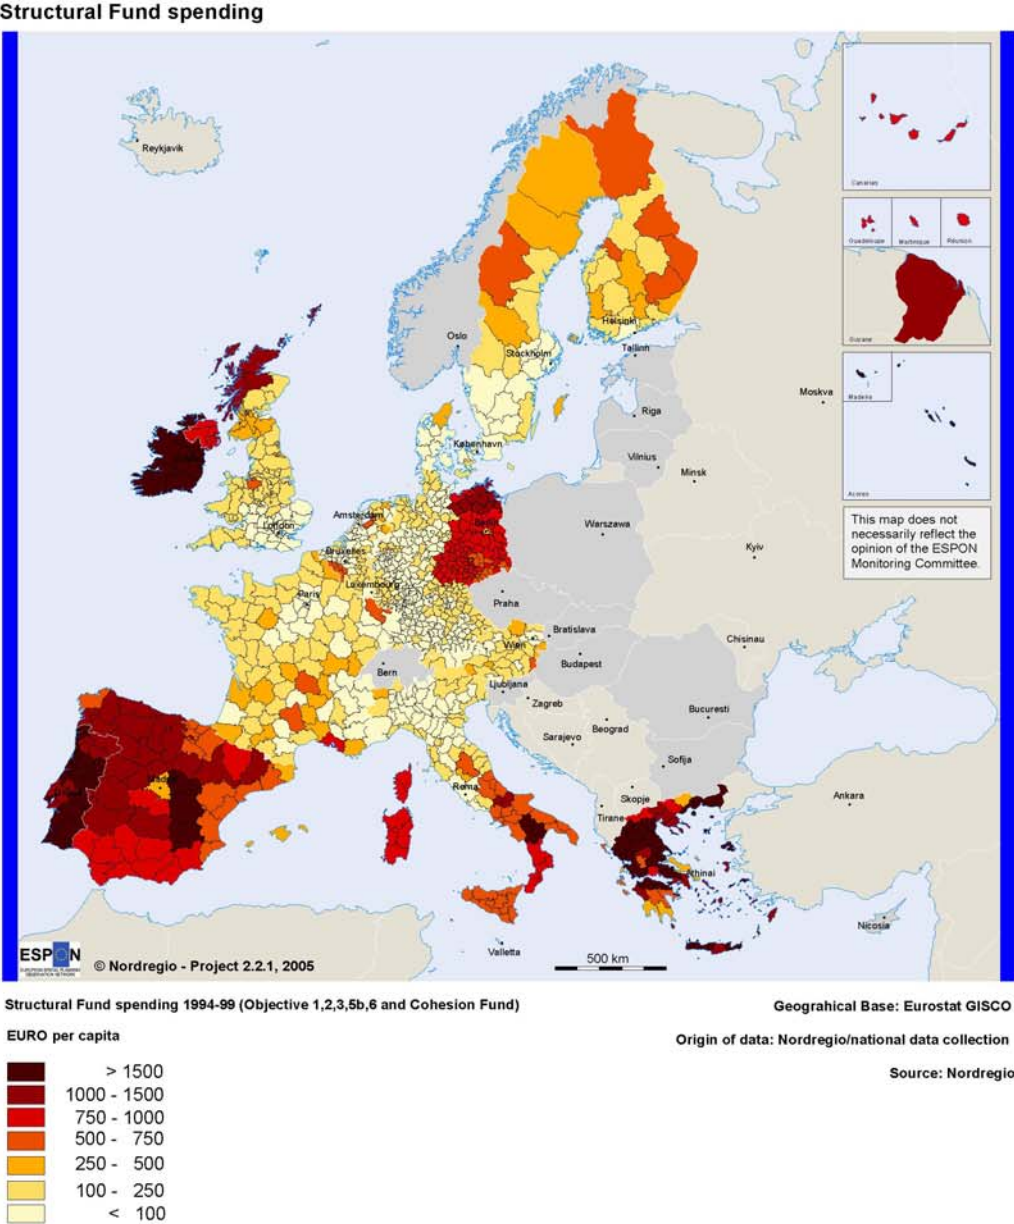 Structural Fund spending
Reykjavik
Canarias
Guadeloupe
Martinique
Réunion
Guyane
Madeira
Acores
Oslo
Helsinki
Stockholm
Tallinn
Riga
Moskva
København
Vilnius
Minsk
London
Amsterdam
Warszawa
Kyiv
Bruxelles
Luxembourg
Paris
Praha
Bratislava
Wien
Chisinau
Budapest
Bern
Ljubljana
Zagreb
Bucuresti
Beograd
Sarajevo
Sofija
Roma
Skopje
Tirane
Ankara
Athinai
Nicosia
Valletta
This map does not
necessarily reflect the
opinion of the ESPON
Monitoring Committee.
ESPON
© Nordregio - Project 2.2.1, 2005
500 km
Structural Fund spending 1994-99 (Objective 1,2,3,5b,6 and Cohesion Fund)
Geograhical Base: Eurostat GISCO
EURO per capita
Origin of data: Nordregio/national data collection
Source: Nordregio
> 1500
1000 - 1500
750 - 1000
500 - 750
250 - 500
100 - 250
< 100